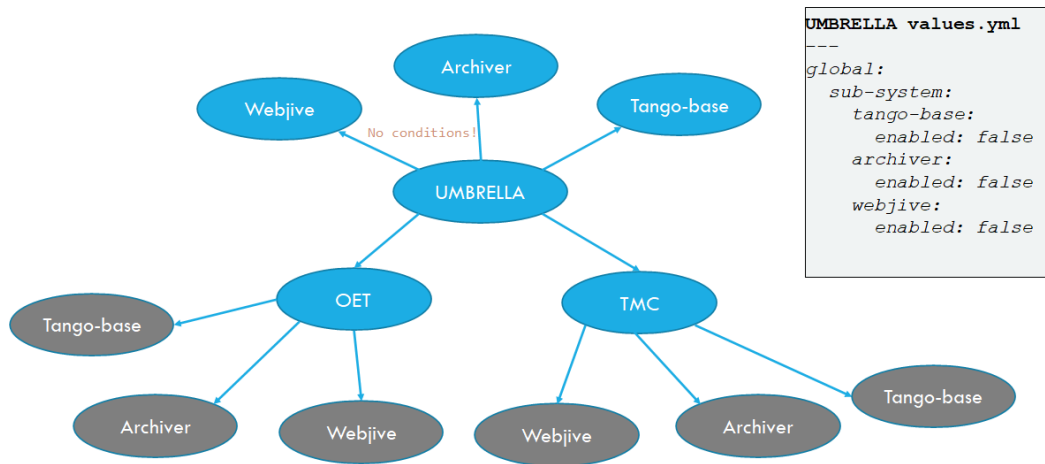 UMBRELLA values.yml
---
global:
  sub-system:
    tango-base:
      enabled: false
    archiver:
      enabled: false
    webjive:
      enabled: false
Archiver
Webjive
Tango-base
No conditions!
UMBRELLA
OET
TMC
Tango-base
Archiver
Webjive
Webjive
Archiver
Tango-base